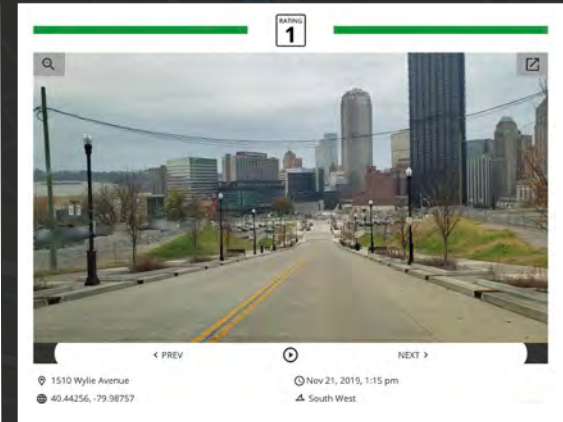 RATING
1
< PREV
NEXT >
1510 Wylie Avenue
Nov 21, 2019, 1:15 pm
40.44256, -79.98757
South West